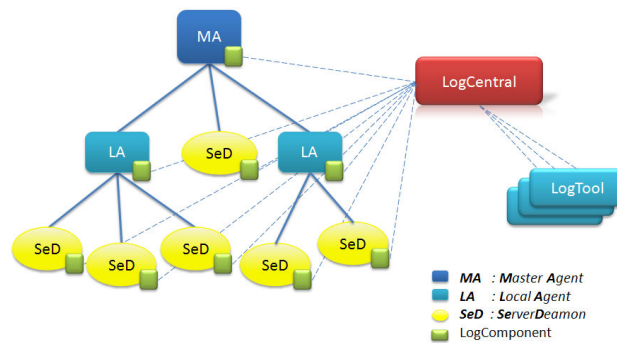 MA
LogCentral
LA
SeD
LA
LogTool
SeD
SeD
SeD
SeD
SeD
MA : Master Agent
LA : Local Agent
SeD : ServerDeamon
LogComponent